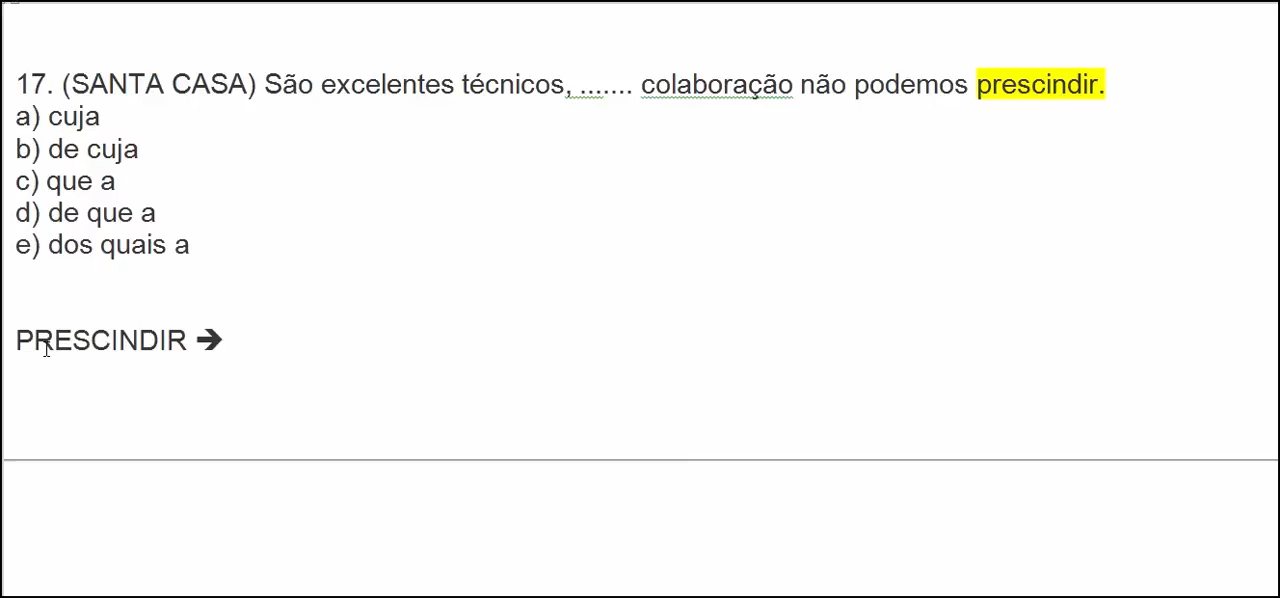 17. (SANTA CASA) São excelentes técnicos, ....... colaboração não podemos prescindir.
a) cuja
b) de cuja
c) que a
d) de que a
e) dos quais a
PRESCINDIR ➔